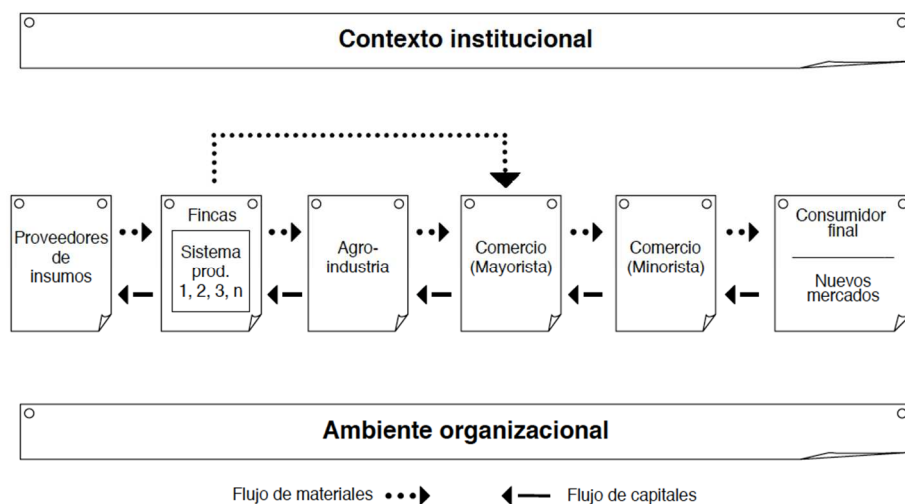 Contexto institucional
Proveedores
de
insumos
Fincas
Sistema
prod.
1, 2, 3, n
Agro-
industria
Comercio
(Mayorista)
Comercio
(Minorista)
Consumidor
final
Nuevos
mercados
Ambiente organizacional
Flujo de materiales
Flujo de capitales